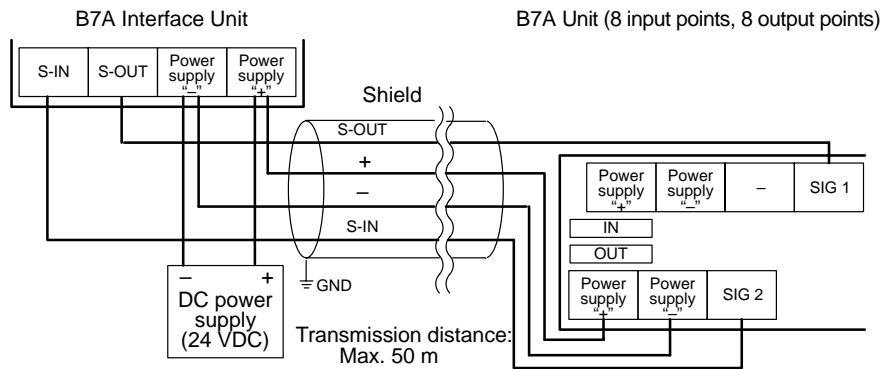 B7A Interface Unit
B7A Unit (8 input points, 8 output points)
S-IN
S-OUT
Power
supply
“–”
Power
supply
“+”
Shield
S-OUT
+
–
S-IN
GND
– +
DC power
supply
(24 VDC)
Transmission distance:
Max. 50 m
Power
supply
“+”
Power
supply
“–”
–
SIG 1
IN
OUT
Power
supply
“+”
Power
supply
“–”
SIG 2